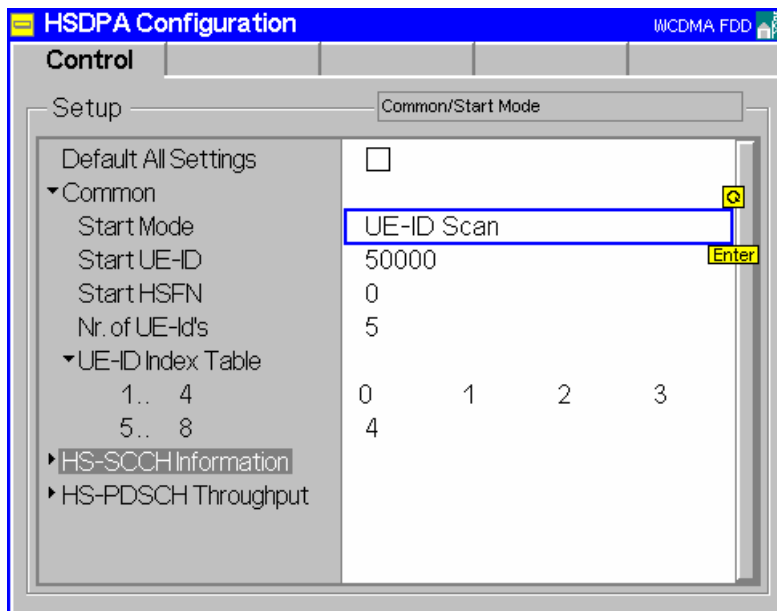 HSDPA Configuration WCDMA FDD
Control
Setup Common/Start Mode
Default All Settings
Common
Start Mode UE-ID Scan
Start UE-ID 50000 Enter
Start HSFN 0
Nr. of UE-Id's 5
UE-ID Index Table
1.. 4 0 1 2 3
5.. 8 4
HS-SCCH Information
HS-PDSCH Throughput